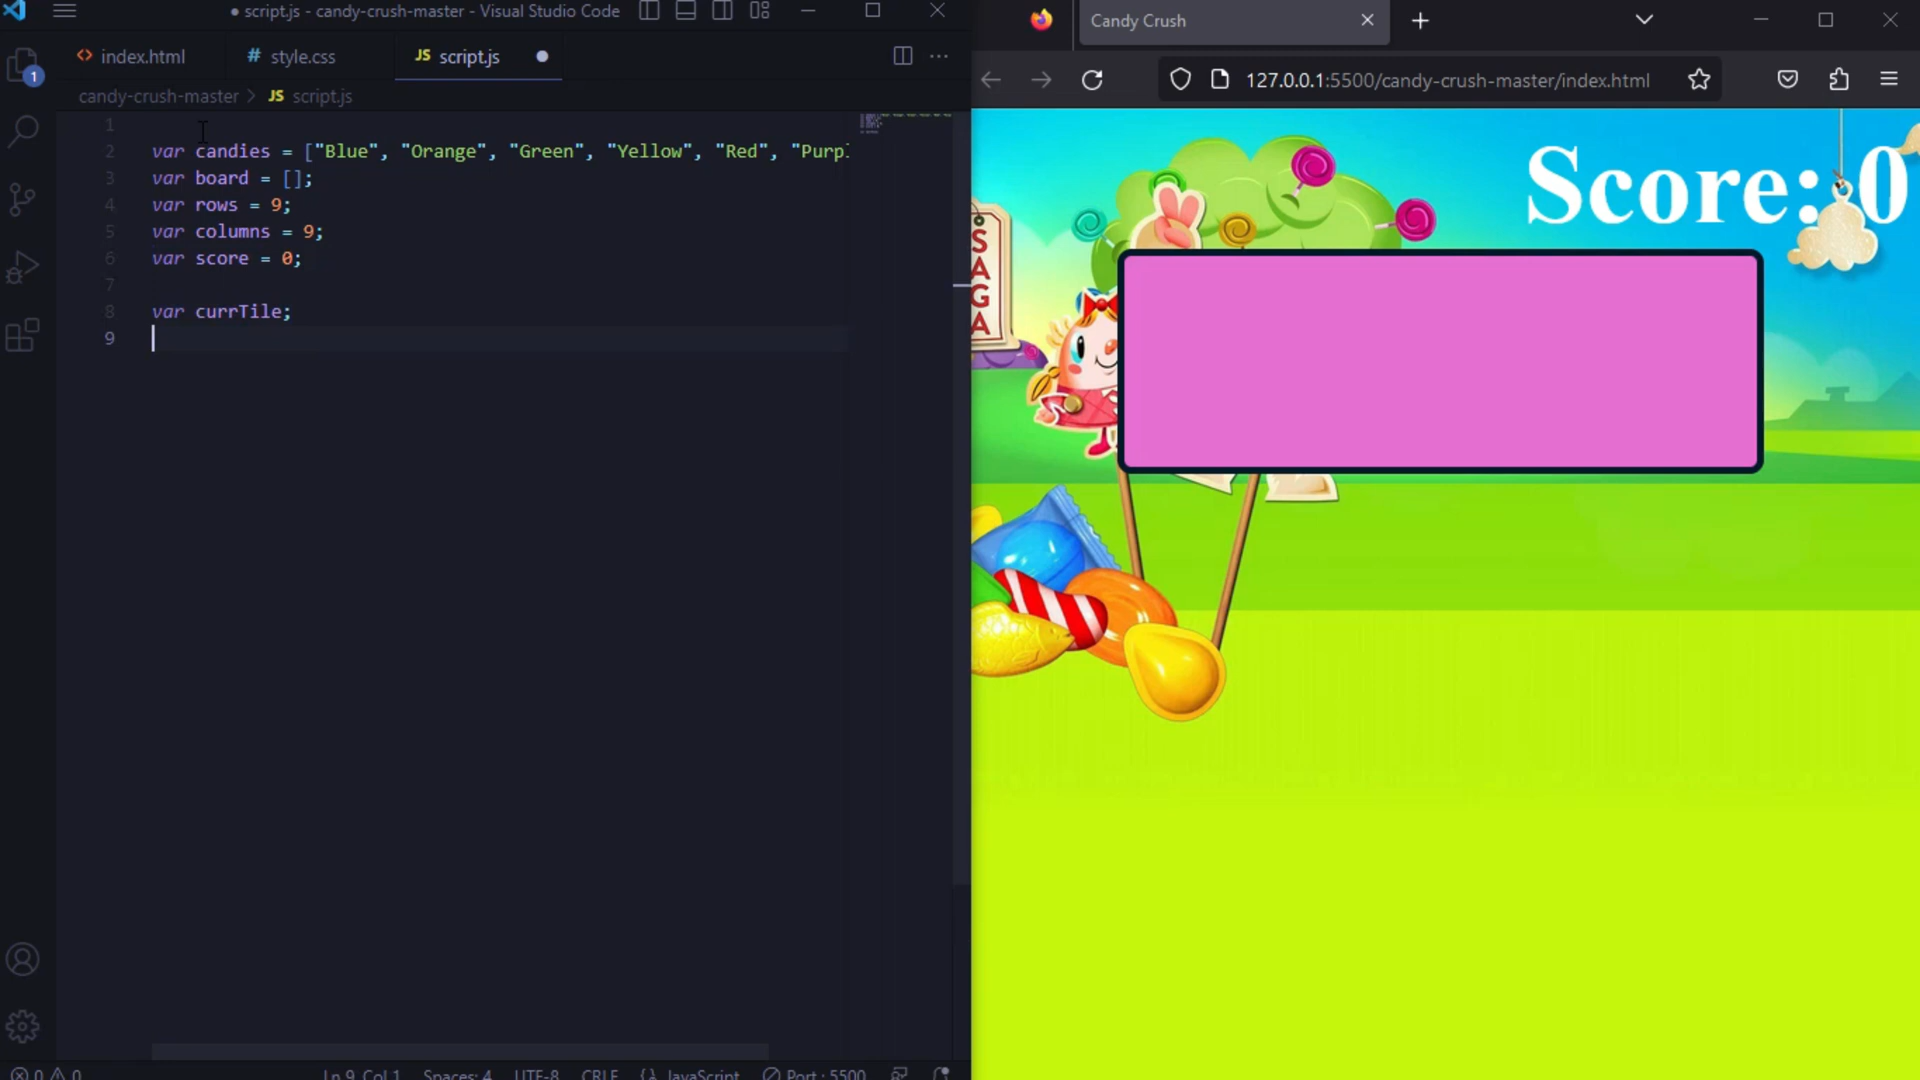 ● script.js - candy-crush-master - Visual Studio Code
index.html
style.css
JS script.js
1
candy-crush-master > JS script.js
1
2 var candies = ["Blue", "Orange", "Green", "Yellow", "Red", "Purpl
3 var board = [];
4 var rows = 9;
5 var columns = 9;
6 var score = 0;
7
8 var currTile;
9
0 0
Ln 9, Col 1 Spaces: 4 UTF-8 CRLF {} JavaScript Port : 5500
Candy Crush
127.0.0.1:5500/candy-crush-master/index.html
Score: 0
SAGA